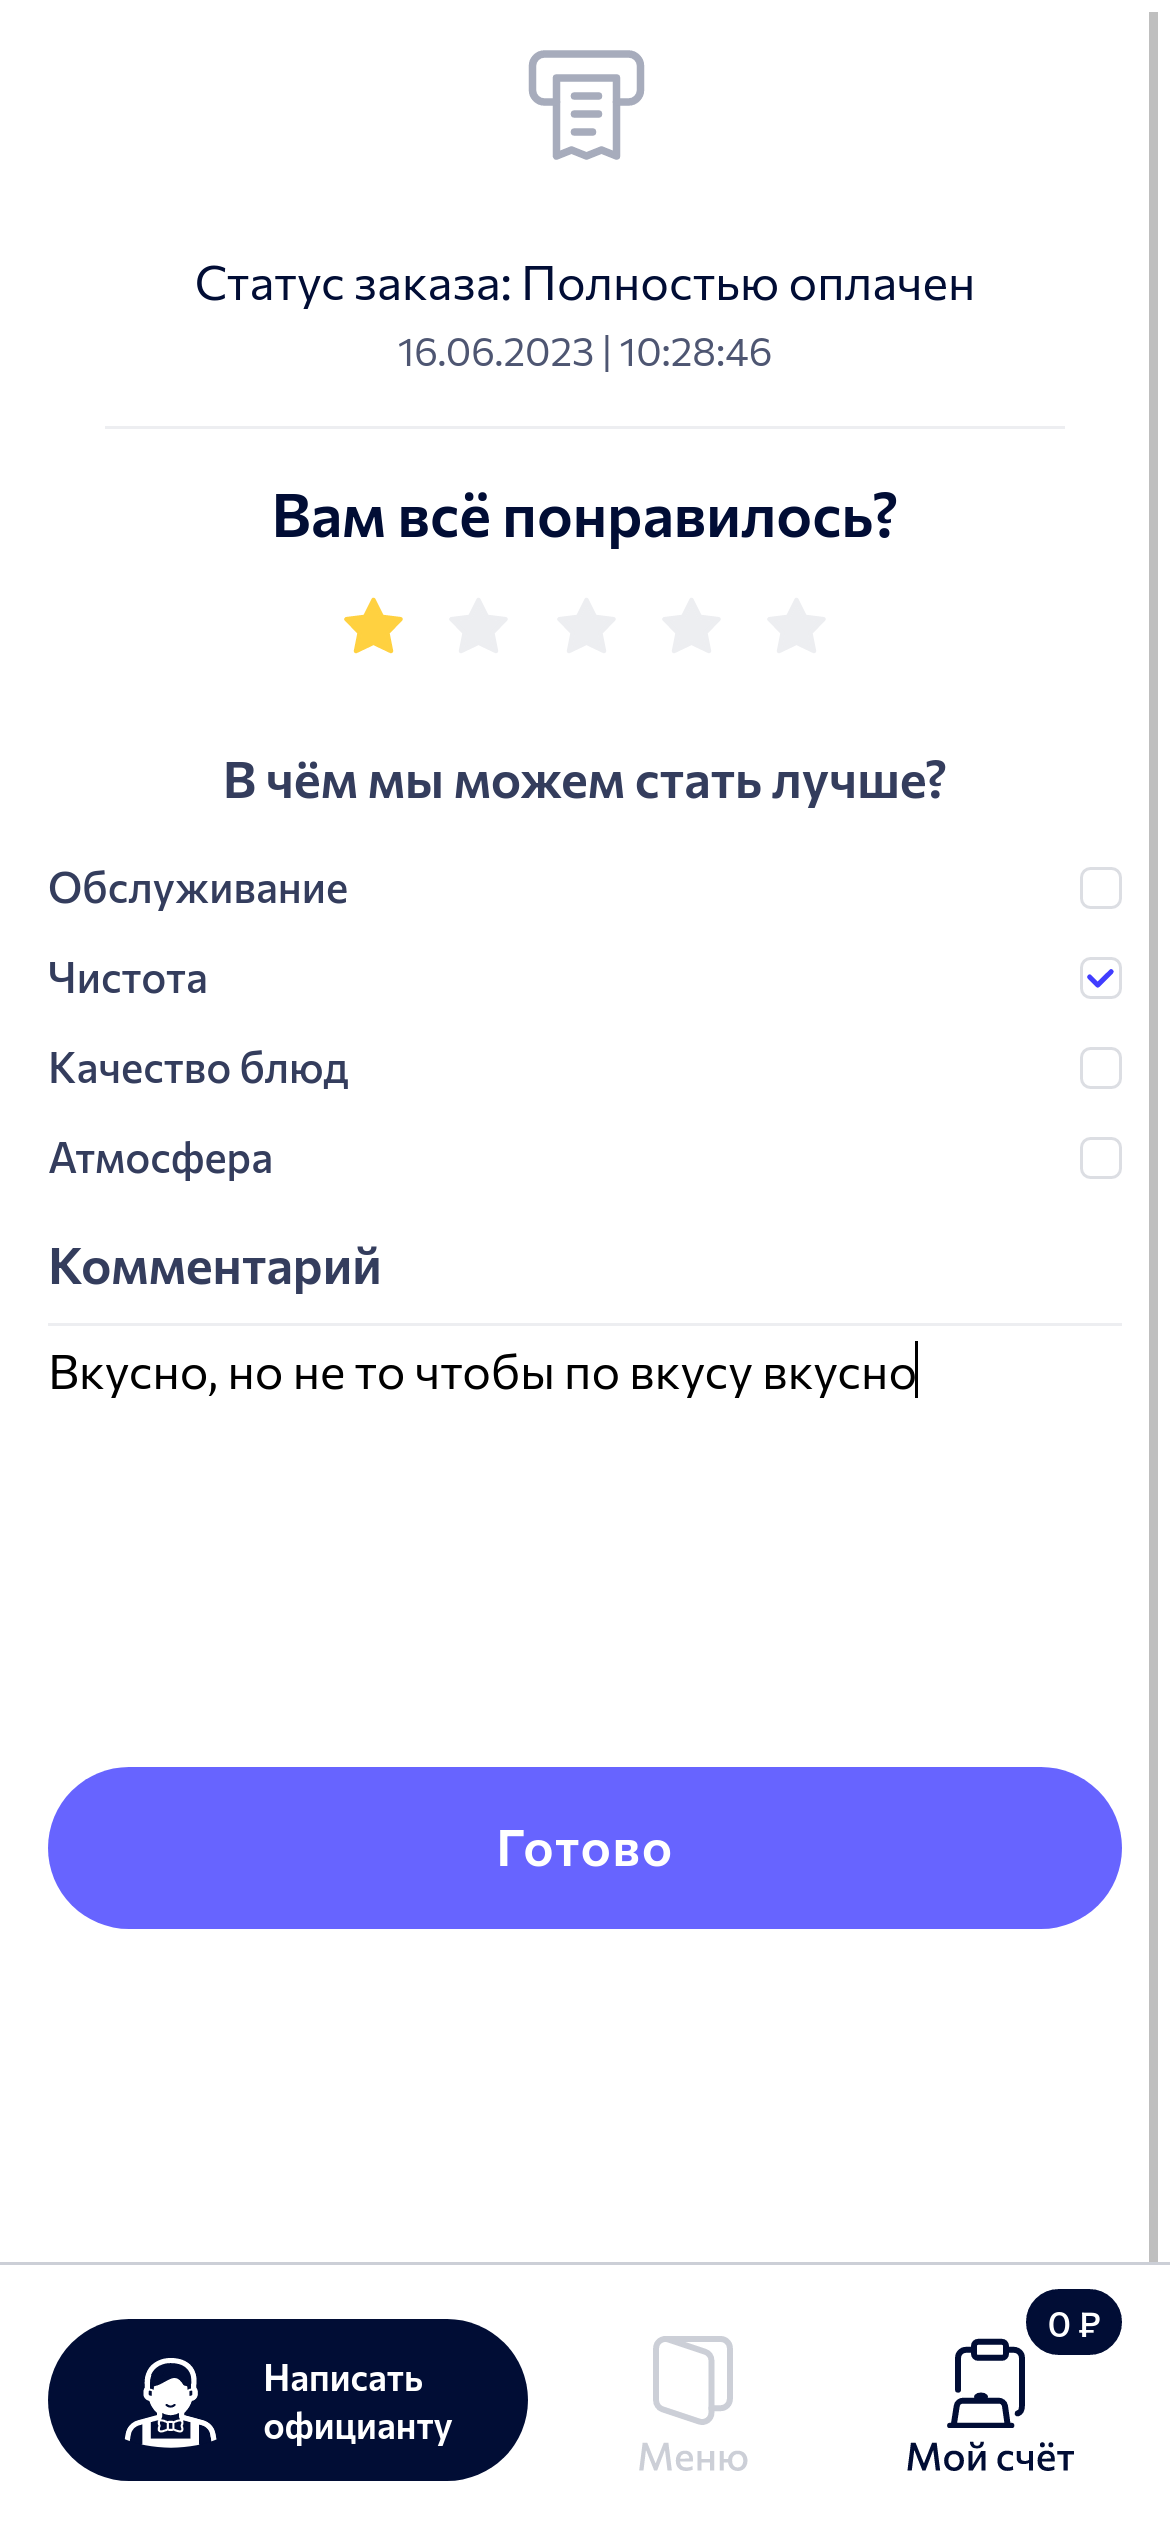 Статус заказа: Полностью оплачен
16.06.2023 | 10:28:46
Вам всё понравилось?
В чём мы можем стать лучше?
Обслуживание
Чистота
Качество блюд
Атмосфера
Комментарий
Вкусно, но не то чтобы по вкусу вкусно
Готово
Написать
официанту
Меню
0 ₽
Мой счёт